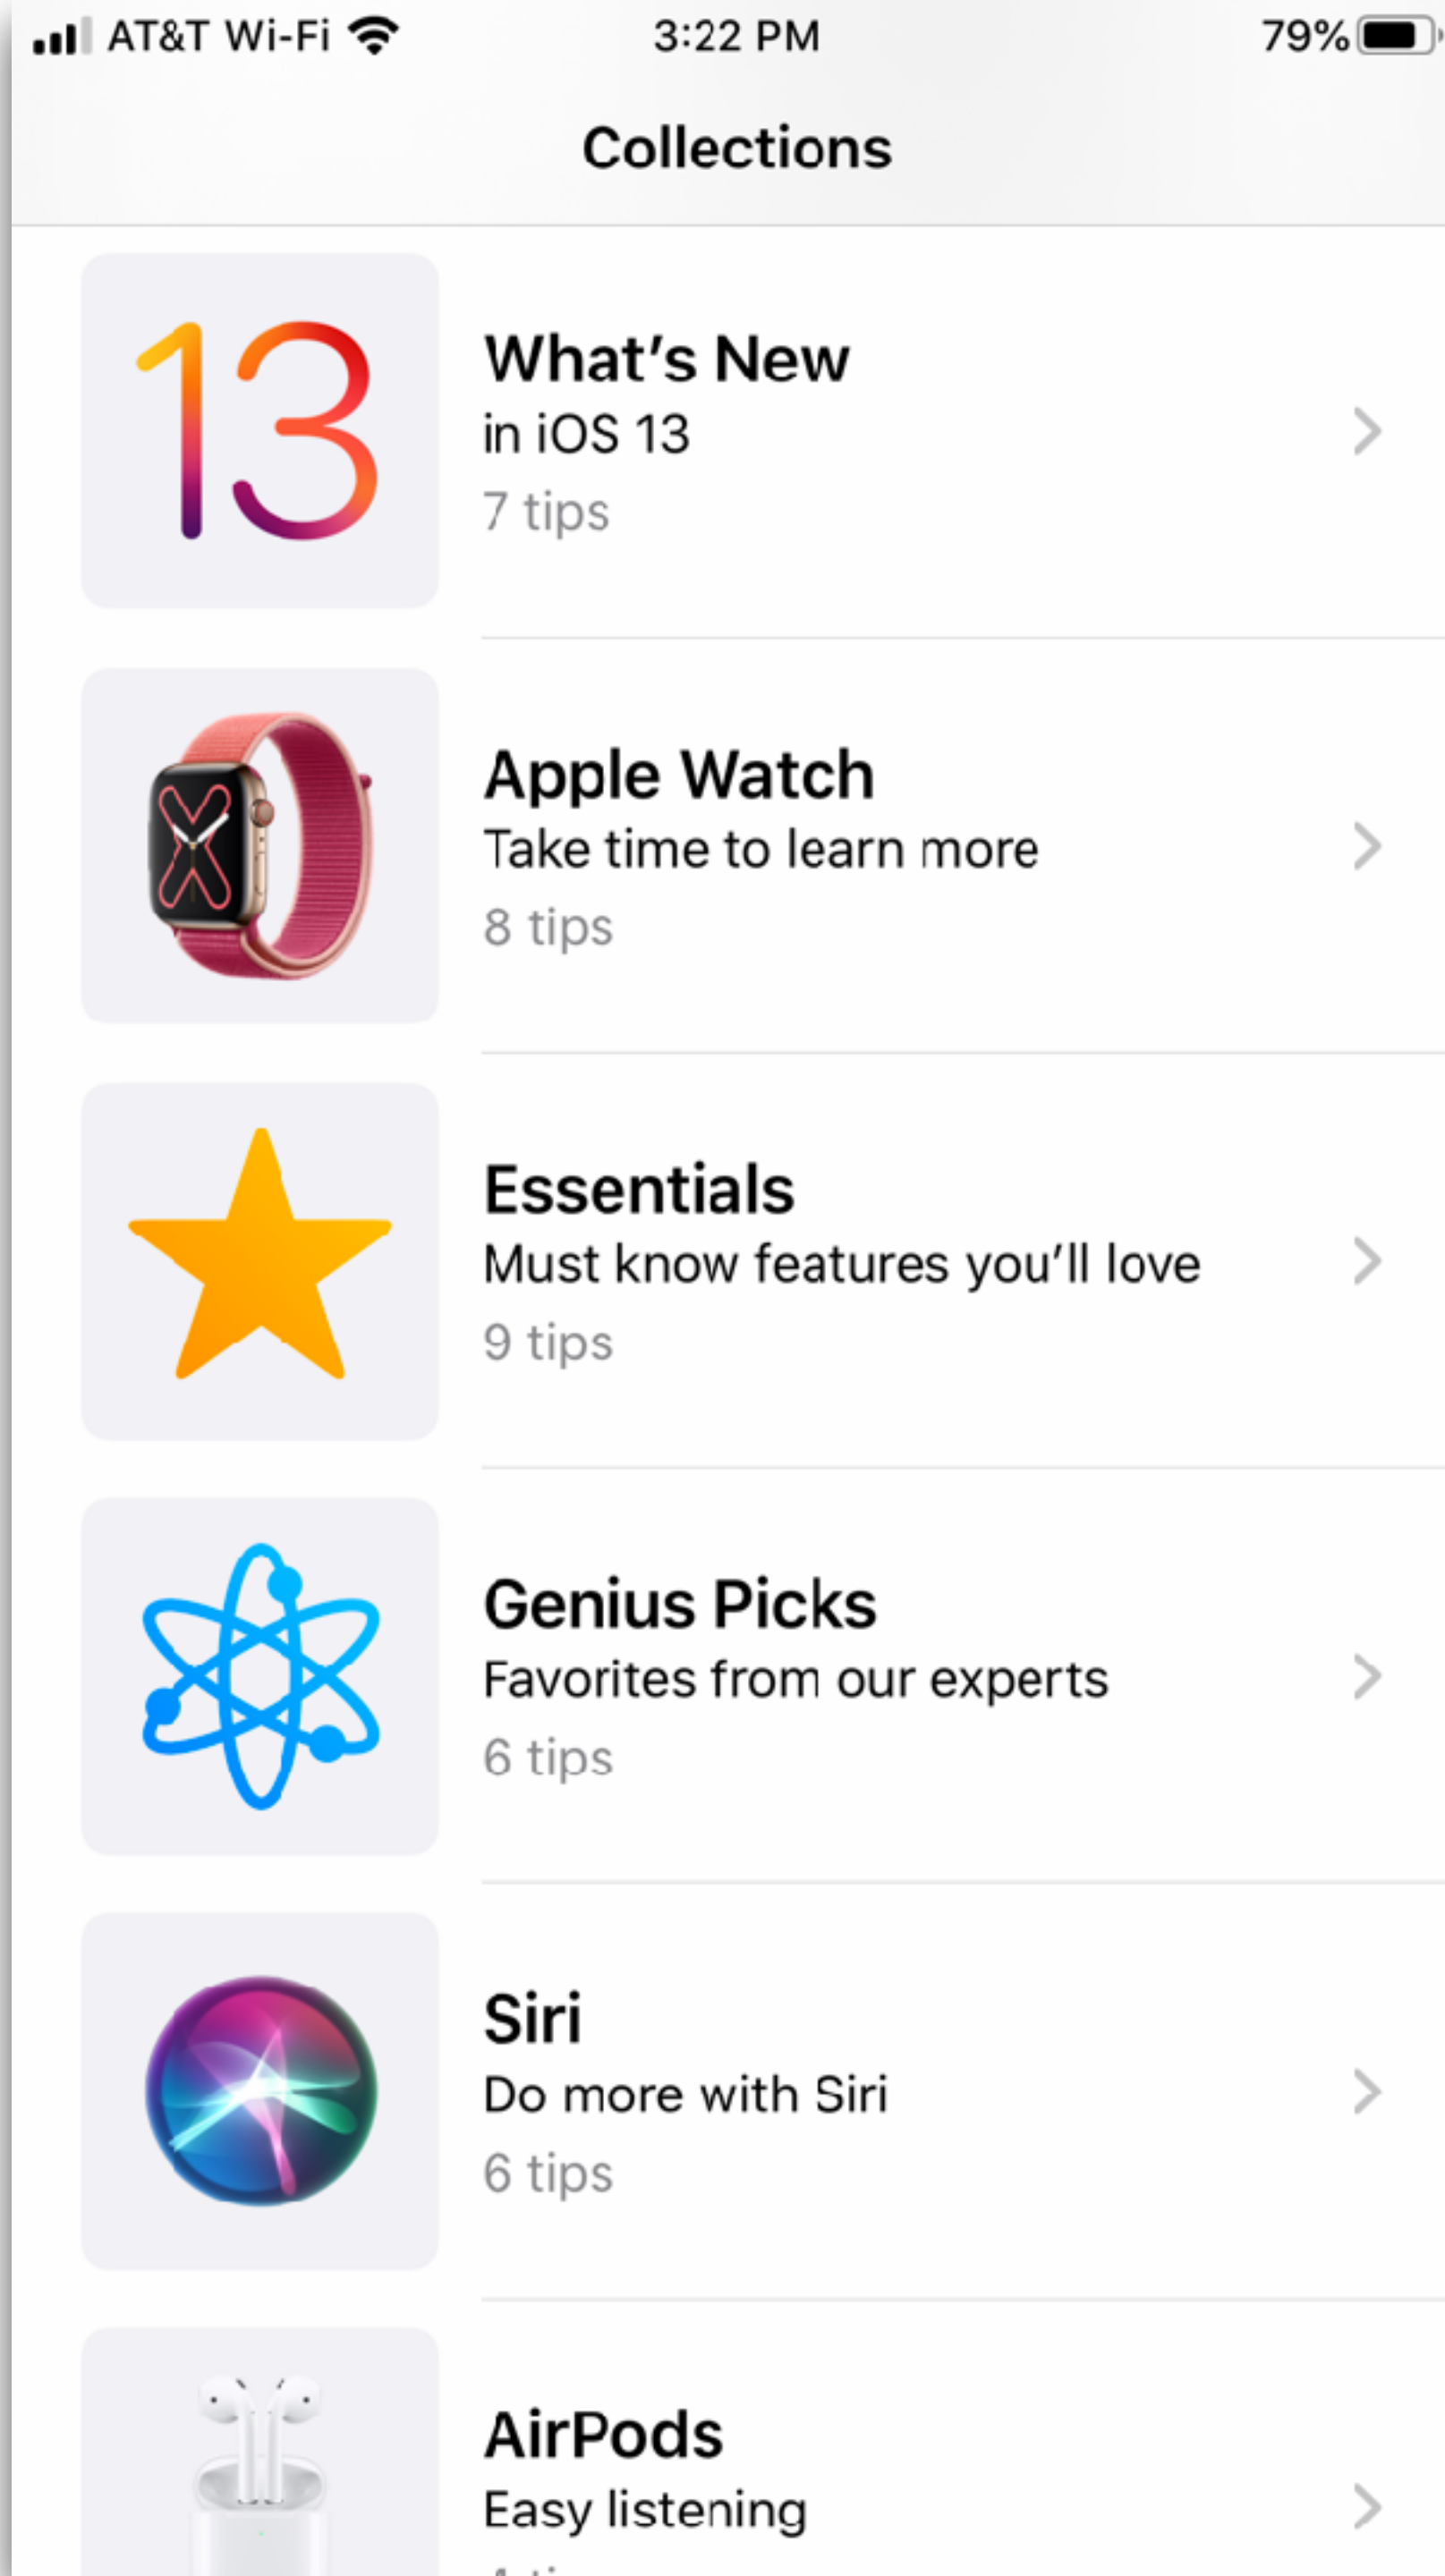 AT&T Wi-Fi 3:22 PM 79%
Collections
13
What's New
in iOS 13
7 tips
Apple Watch
Take time to learn more
8 tips
Essentials
Must know features you'll love
9 tips
Genius Picks
Favorites from our experts
6 tips
Siri
Do more with Siri
6 tips
AirPods
Easy listening